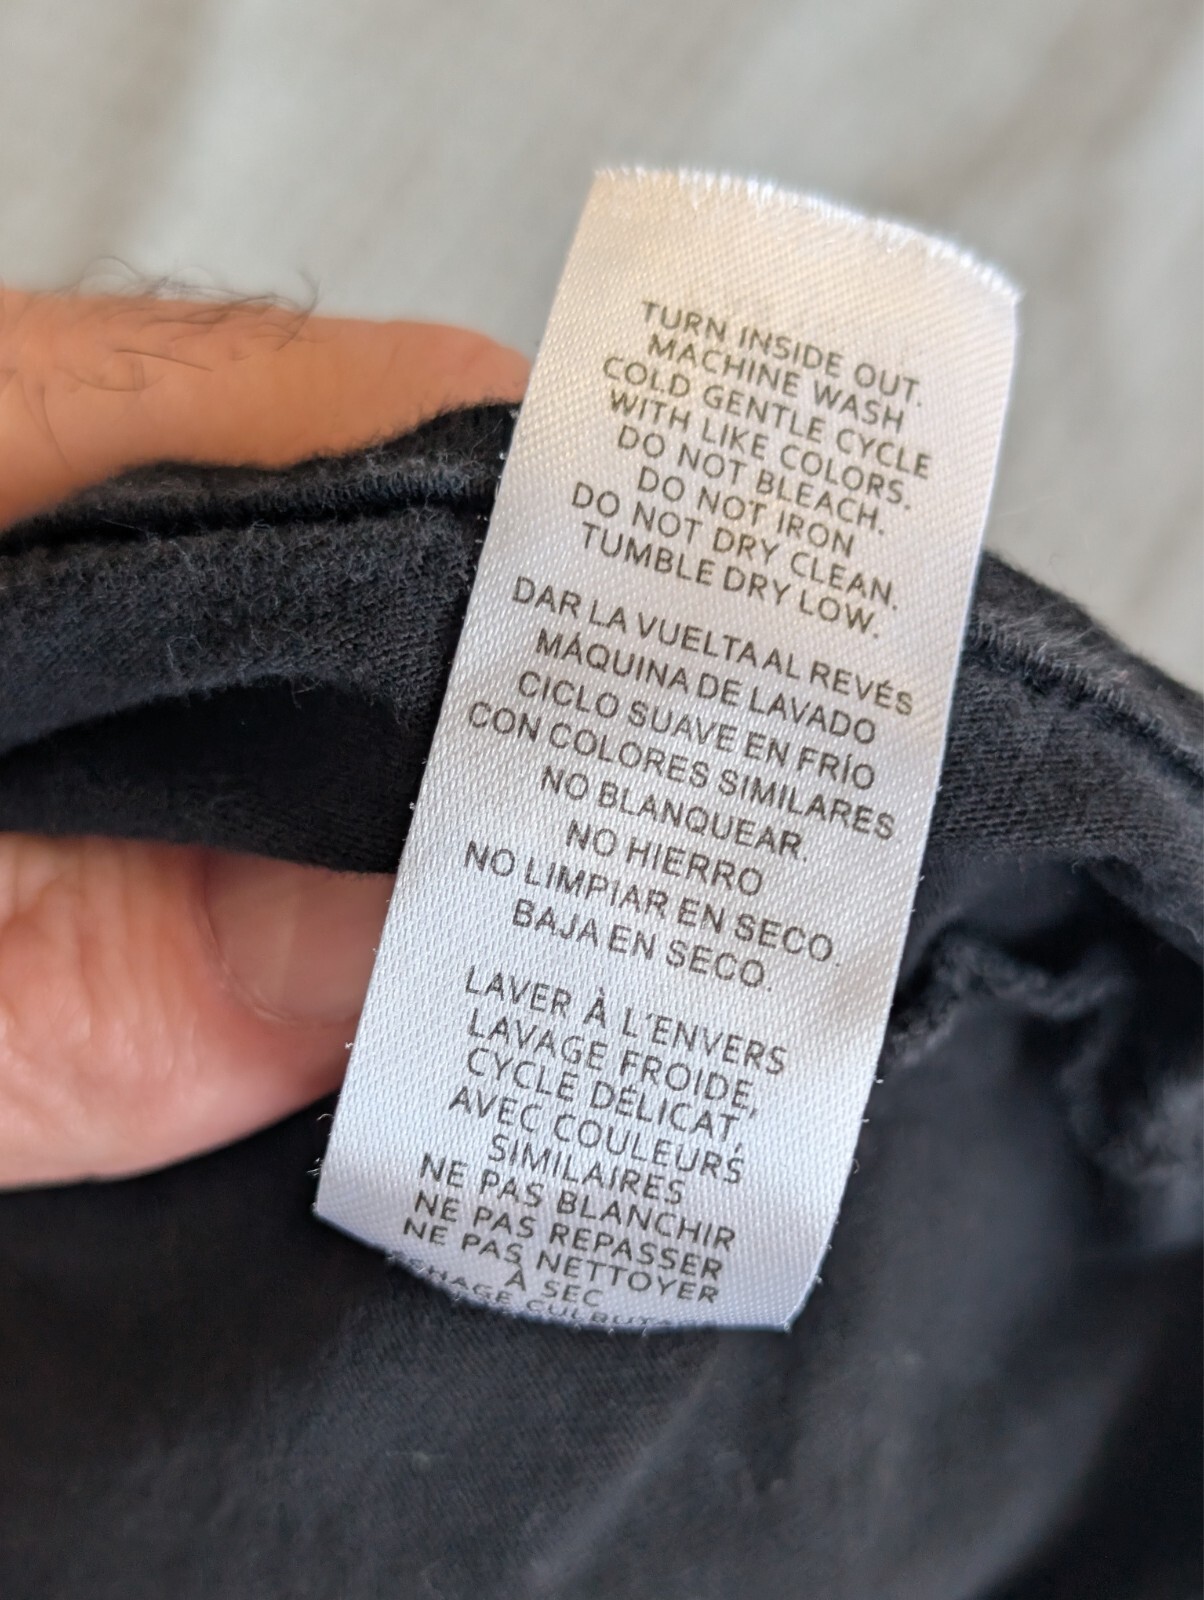 TURN INSIDE OUT.
MACHINE WASH
COLD GENTLE CYCLE
WITH LIKE COLORS.
DO NOT BLEACH.
DO NOT IRON
DO NOT DRY CLEAN.
TUMBLE DRY LOW.
DAR LA VUELTA AL REVÉS
MÁQUINA DE LAVADO
CICLO SUAVE EN FRÍO
CON COLORES SIMILARES
NO BLANQUEAR.
NO HIERRO
NO LIMPIAR EN SECO.
BAJA EN SECO.
LAVER À L'ENVERS
LAVAGE FROIDE,
CYCLE DÉLICAT,
AVEC COULEURS
SIMILAIRES
NE PAS BLANCHIR
NE PAS REPASSER
NE PAS NETTOYER
À SEC